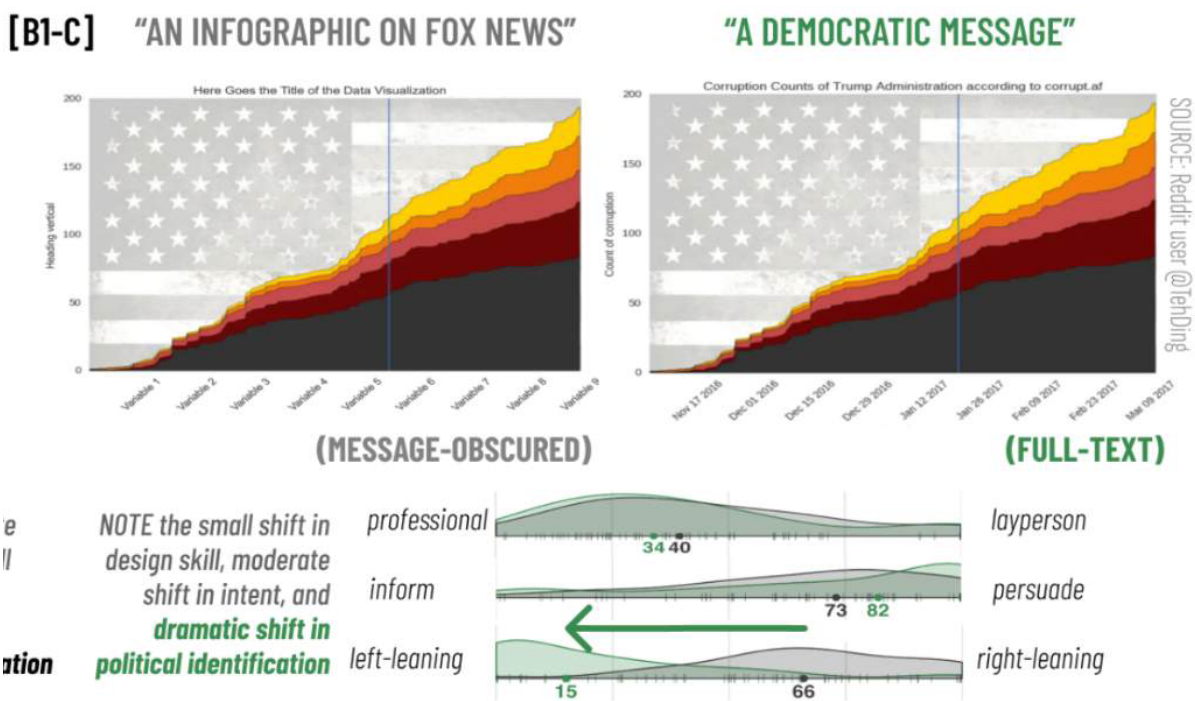 [B1-C] "AN INFOGRAPHIC ON FOX NEWS"
"A DEMOCRATIC MESSAGE"
Here Goes the Title of the Data Visualization
200
150
100
50
0
Heading vertical
Variable 1
Variable 2
Variable 3
Variable 4
Variable 5
Variable 6
Variable 7
Variable 8
Variable 9
Corruption Counts of Trump Administration according to corrupt.af
200
150
100
50
0
Count of corruption
Nov 17 2016
Dec 01 2016
Dec 15 2016
Dec 29 2016
Jan 12 2017
Jan 26 2017
Feb 09 2017
Feb 23 2017
Mar 09 2017
SOURCE: Reddit user @TehDing
(MESSAGE-OBSCURED)
(FULL-TEXT)
NOTE the small shift in
design skill, moderate
shift in intent, and
dramatic shift in
political identification
professional
layperson
34 40
inform
persuade
73 82
left-leaning
right-leaning
15 66